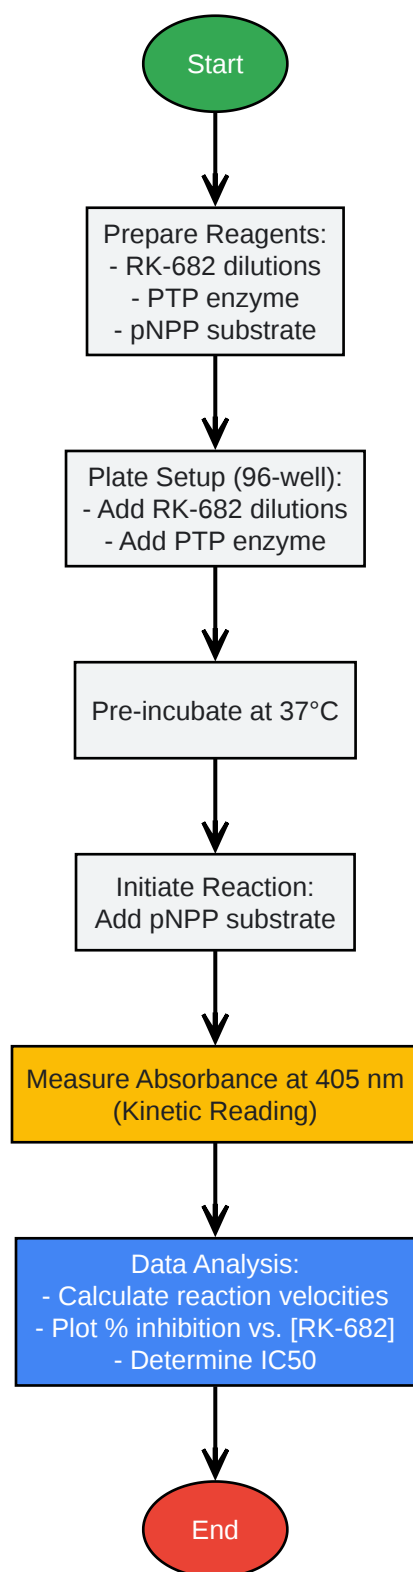 Start
Prepare Reagents:
- RK-682 dilutions
- PTP enzyme
- pNPP substrate
Plate Setup (96-well):
- Add RK-682 dilutions
- Add PTP enzyme
Pre-incubate at 37°C
Initiate Reaction:
Add pNPP substrate
Measure Absorbance at 405 nm
(Kinetic Reading)
Data Analysis:
- Calculate reaction velocities
- Plot % inhibition vs. [RK-682]
- Determine IC50
End